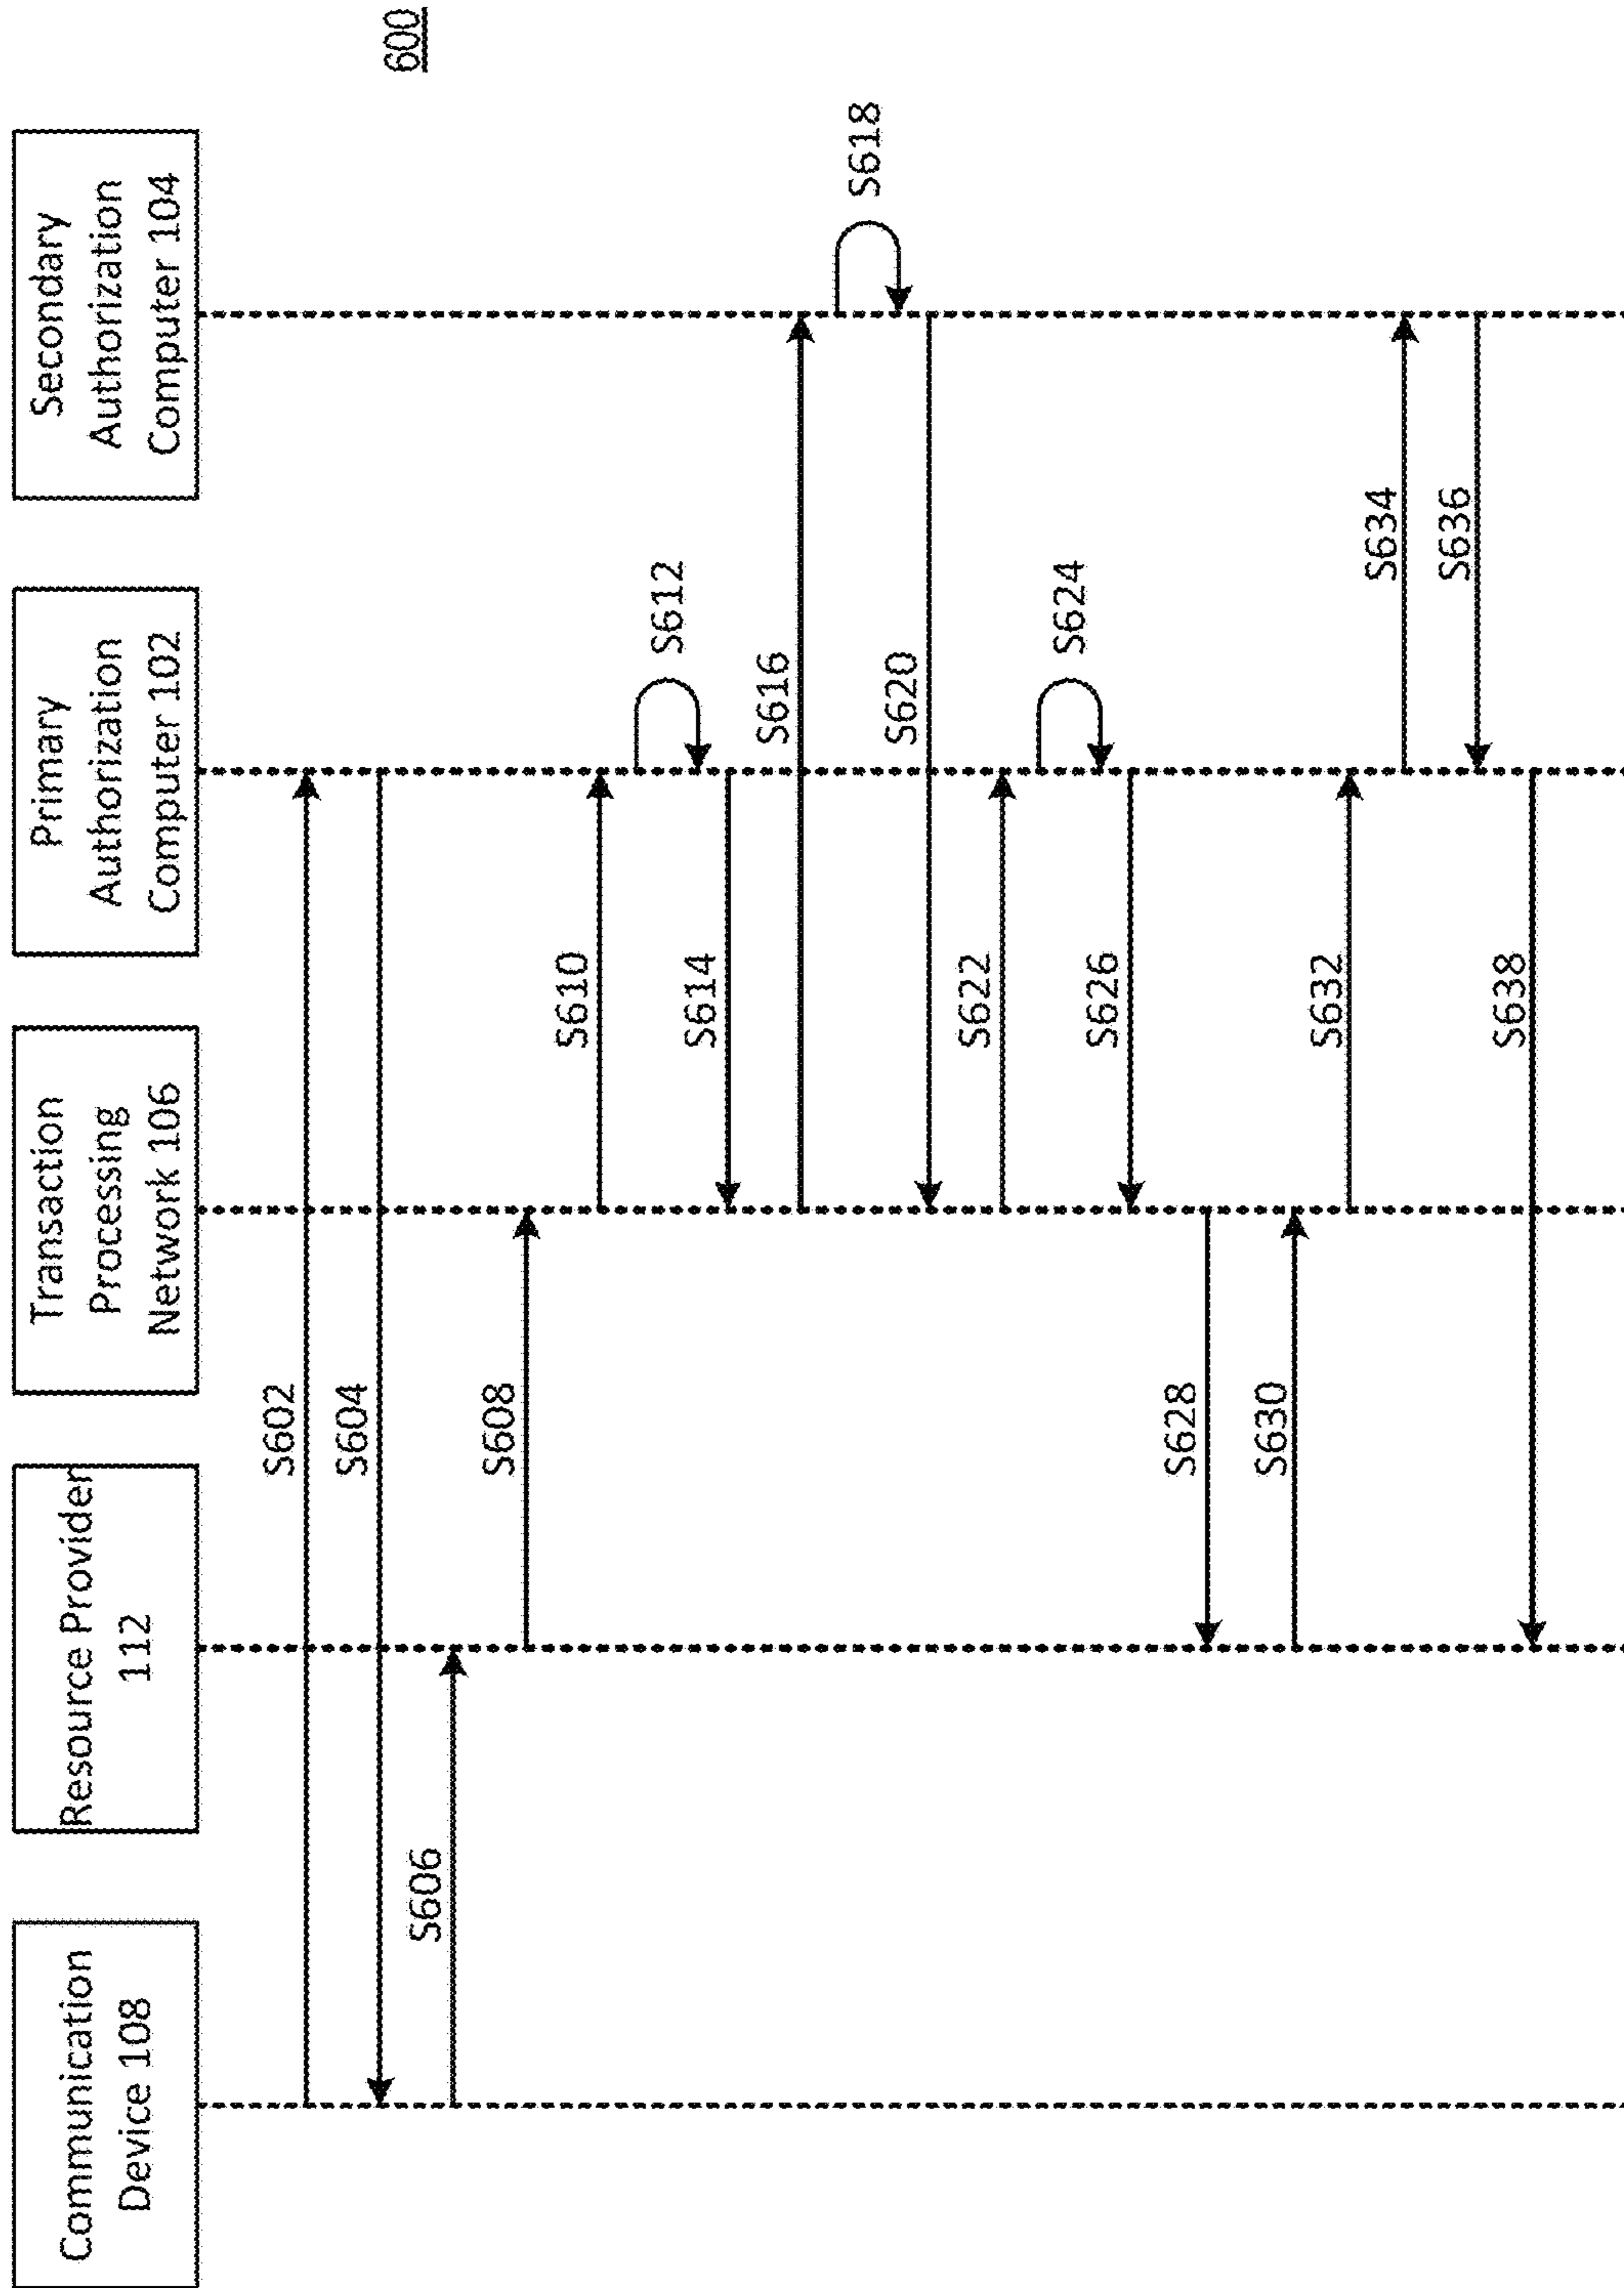 600
Communication
Device 108
Resource Provider
112
Transaction
Processing
Network 106
Primary
Authorization
Computer 102
Secondary
Authorization
Computer 104
S602
S604
S606
S608
S610
S612
S614
S616
S618
S620
S622
S624
S626
S628
S630
S632
S634
S636
S638